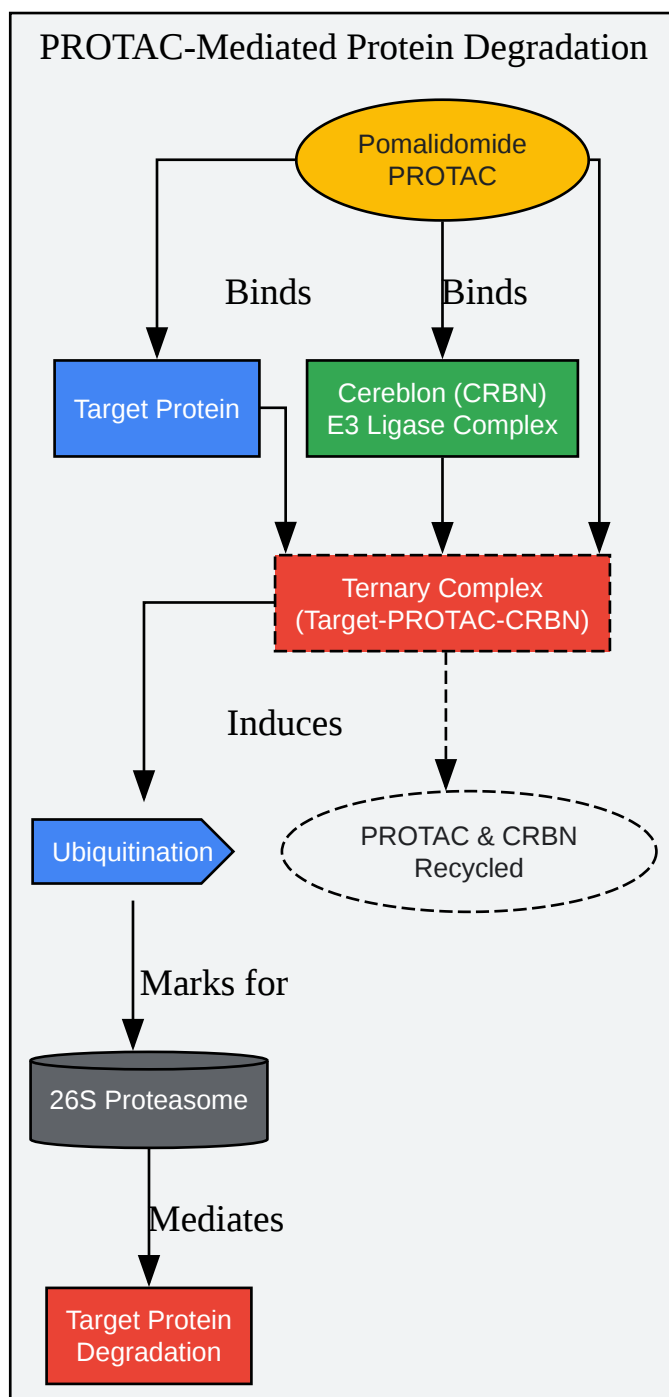 PROTAC-Mediated Protein Degradation
Pomalidomide
PROTAC
Binds
Binds
Target Protein
Cereblon (CRBN)
E3 Ligase Complex
Ternary Complex
(Target-PROTAC-CRBN)
Induces
Ubiquitination
PROTAC & CRBN
Recycled
Marks for
26S Proteasome
Mediates
Target Protein
Degradation